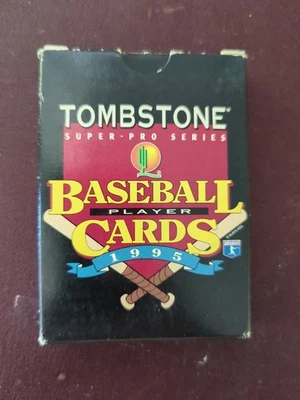 TOMBSTONE®
SUPER-PRO SERIES
BASEBALL
PLAYER
CARDS
1995